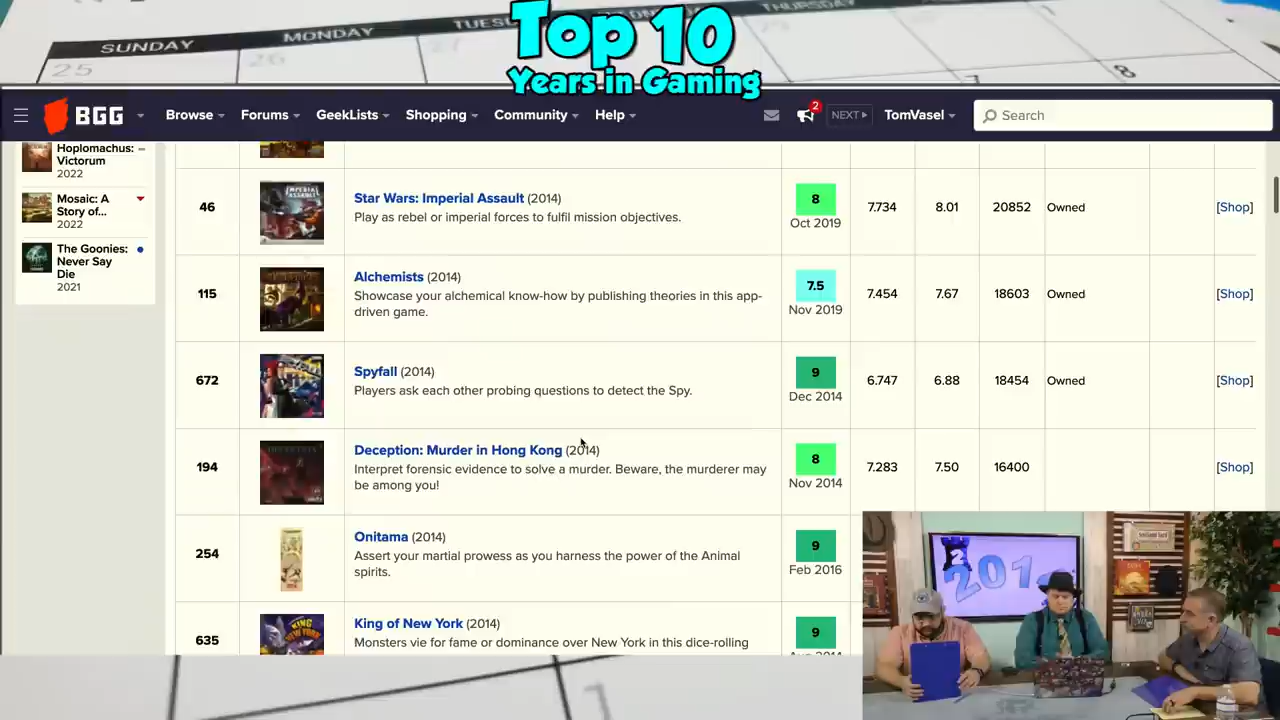 SUNDAY
MONDAY
TUES
THURSDAY
25
26
27
1
7
8
Top 10
Years in Gaming
BGG
Browse
Forums
GeekLists
Shopping
Community
Help
2
NEXT
TomVasel
Search
Hoplomachus:
Victorum
2022
Mosaic: A
Story of...
2022
The Goonies:
Never Say
Die
2021
46
Star Wars: Imperial Assault (2014)
Play as rebel or imperial forces to fulfil mission objectives.
8
Oct 2019
7.734
8.01
20852
Owned
[Shop]
115
Alchemists (2014)
Showcase your alchemical know-how by publishing theories in this app-
driven game.
7.5
Nov 2019
7.454
7.67
18603
Owned
[Shop]
672
Spyfall (2014)
Players ask each other probing questions to detect the Spy.
9
Dec 2014
6.747
6.88
18454
Owned
[Shop]
194
Deception: Murder in Hong Kong (2014)
Interpret forensic evidence to solve a murder. Beware, the murderer may
be among you!
8
Nov 2014
7.283
7.50
16400
[Shop]
254
Onitama (2014)
Assert your martial prowess as you harness the power of the Animal
spirits.
9
Feb 2016
635
King of New York (2014)
Monsters vie for fame or dominance over New York in this dice-rolling
9
2
201